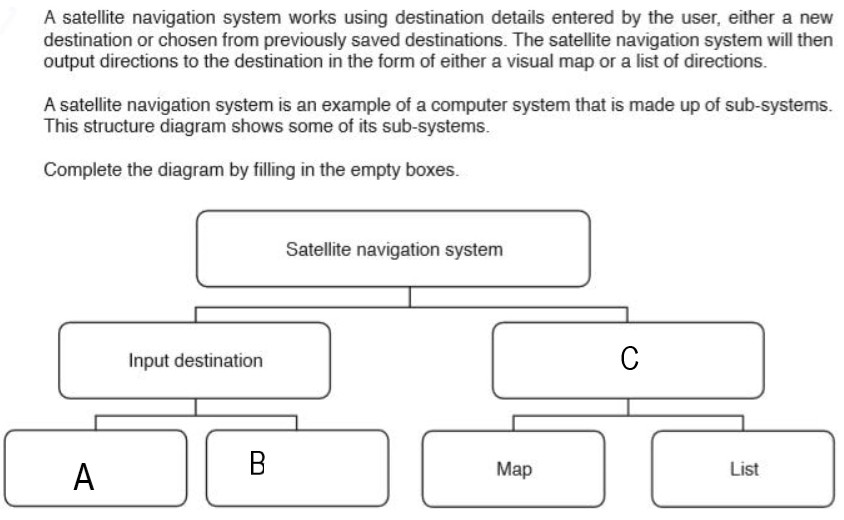 A satellite navigation system works using destination details entered by the user, either a new
destination or chosen from previously saved destinations. The satellite navigation system will then
output directions to the destination in the form of either a visual map or a list of directions.
A satellite navigation system is an example of a computer system that is made up of sub-systems.
This structure diagram shows some of its sub-systems.
Complete the diagram by filling in the empty boxes.
Satellite navigation system
Input destination
C
A
B
Map
List